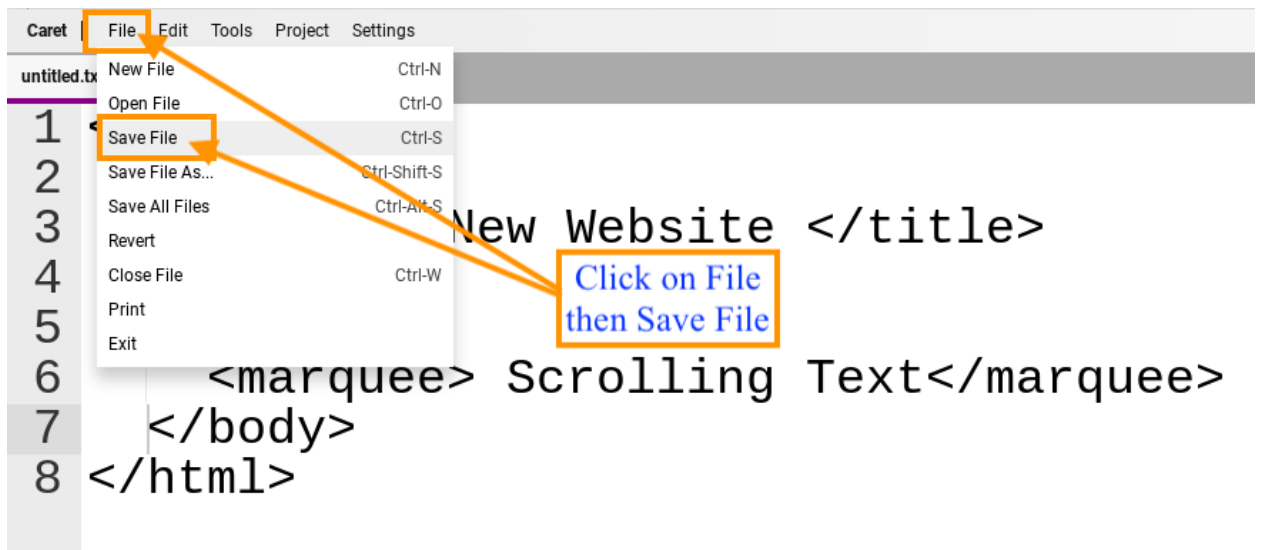 Caret File Edit Tools Project Settings
untitled.tx
New File Ctrl-N
Open File Ctrl-O
Save File Ctrl-S
Save File As... Ctrl-Shift-S
Save All Files Ctrl-Alt-S
Revert
Close File Ctrl-W
Print
Exit
1 <
2
3 New Website </title>
4
5
6 <marquee> Scrolling Text</marquee>
7 </body>
8 </html>
Click on File
then Save File